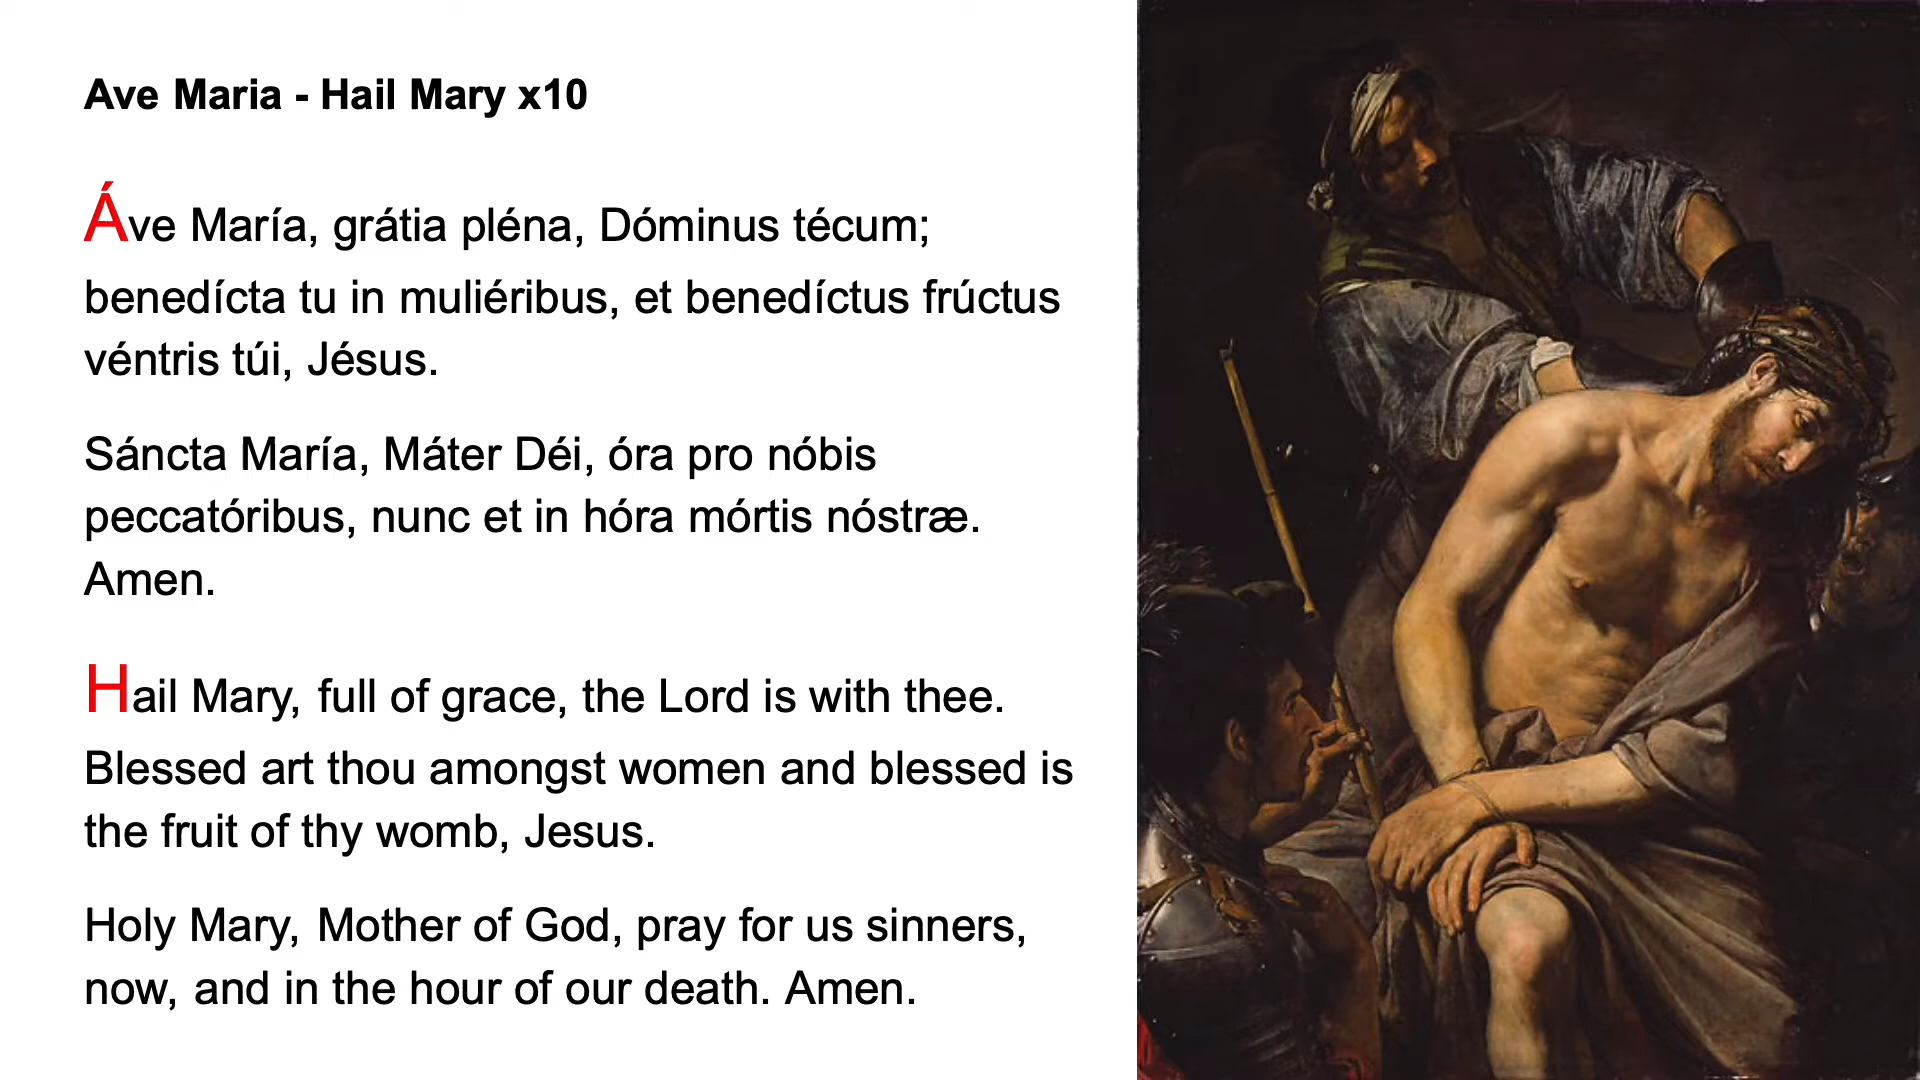 Ave Maria - Hail Mary x10
Áve María, grátia pléna, Dóminus técum;
benedícta tu in muliéribus, et benedíctus frúctus
véntris túi, Jésus.
Sáncta María, Máter Déi, óra pro nóbis
peccatóribus, nunc et in hóra mórtis nóstræ.
Amen.
Hail Mary, full of grace, the Lord is with thee.
Blessed art thou amongst women and blessed is
the fruit of thy womb, Jesus.
Holy Mary, Mother of God, pray for us sinners,
now, and in the hour of our death. Amen.